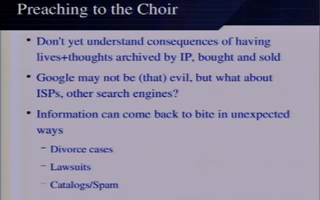 Preaching to the Choir
• Don't yet understand consequences of having
lives+thoughts archived by IP, bought and sold
• Google may not be (that) evil, but what about
ISPs, other search engines?
• Information can come back to bite in unexpected
ways
– Divorce cases
– Lawsuits
– Catalogs/Spam